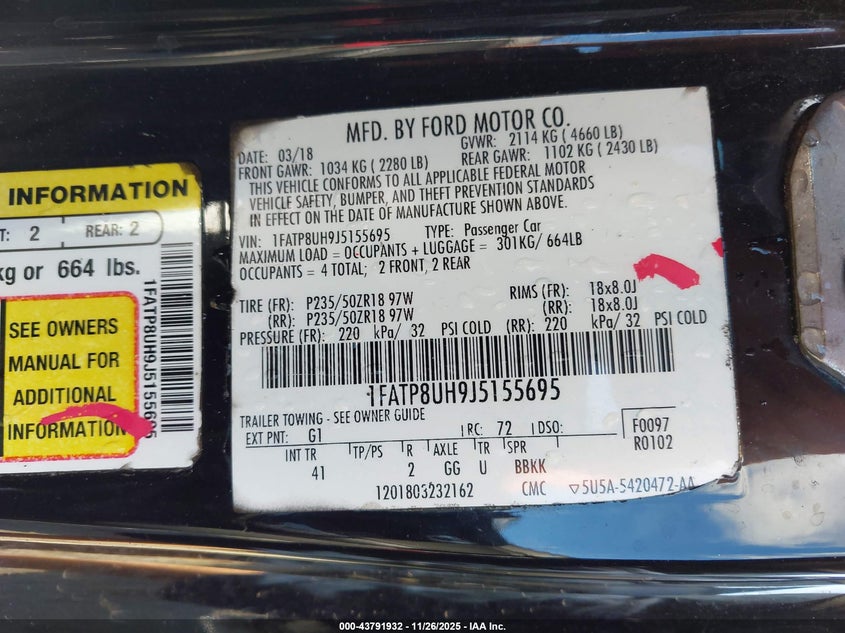 INFORMATION
T: 2 REAR: 2
kg or 664 lbs.
SEE OWNERS
MANUAL FOR
ADDITIONAL
INFORMATION
1FATP8UH9J5155695
MFD. BY FORD MOTOR CO.
DATE: 03/18 GVWR: 2114 KG ( 4660 LB)
FRONT GAWR: 1034 KG ( 2280 LB) REAR GAWR: 1102 KG ( 2430 LB)
THIS VEHICLE CONFORMS TO ALL APPLICABLE FEDERAL MOTOR
VEHICLE SAFETY, BUMPER, AND THEFT PREVENTION STANDARDS
IN EFFECT ON THE DATE OF MANUFACTURE SHOWN ABOVE.
VIN: 1FATP8UH9J5155695 TYPE: Passenger Car
MAXIMUM LOAD = OCCUPANTS + LUGGAGE = 301KG/ 664LB
OCCUPANTS = 4 TOTAL; 2 FRONT, 2 REAR
TIRE (FR): P235/50ZR18 97W RIMS (FR): 18x8.0J
(RR): P235/50ZR18 97W (RR): 18x8.0J
PRESSURE (FR): 220 kPa/ 32 PSI COLD (RR): 220 kPa/ 32 PSI COLD
1FATP8UH9J5155695
TRAILER TOWING - SEE OWNER GUIDE
EXT PNT: G1 RC: 72 DSO: F0097
R0102
INT TR TP/PS R AXLE TR SPR
41 2 GG U BBKK
1201803232162 CMC ▽5U5A-5420472-AA
000-43791932 - 11/26/2025 - IAA Inc.